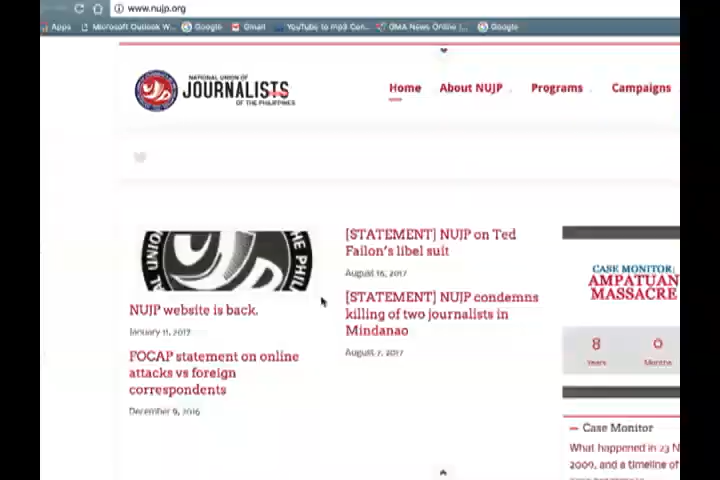 www.nujp.org
Apps Microsoft Outlook W... Google Gmail YouTube to mp3 Con... GMA News Online |... Google
NATIONAL UNION OF
JOURNALISTS
OF THE PHILIPPINES
Home About NUJP Programs Campaigns
NUJP website is back.
January 11, 2017
FOCAP statement on online
attacks vs foreign
correspondents
December 9, 2016
[STATEMENT] NUJP on Ted
Failon's libel suit
August 16, 2017
[STATEMENT] NUJP condemns
killing of two journalists in
Mindanao
August 7, 2017
CASE MONITOR:
AMPATUAN
MASSACRE
8 0
Years Months
Case Monitor
What happened in 23 N
2009, and a timeline of